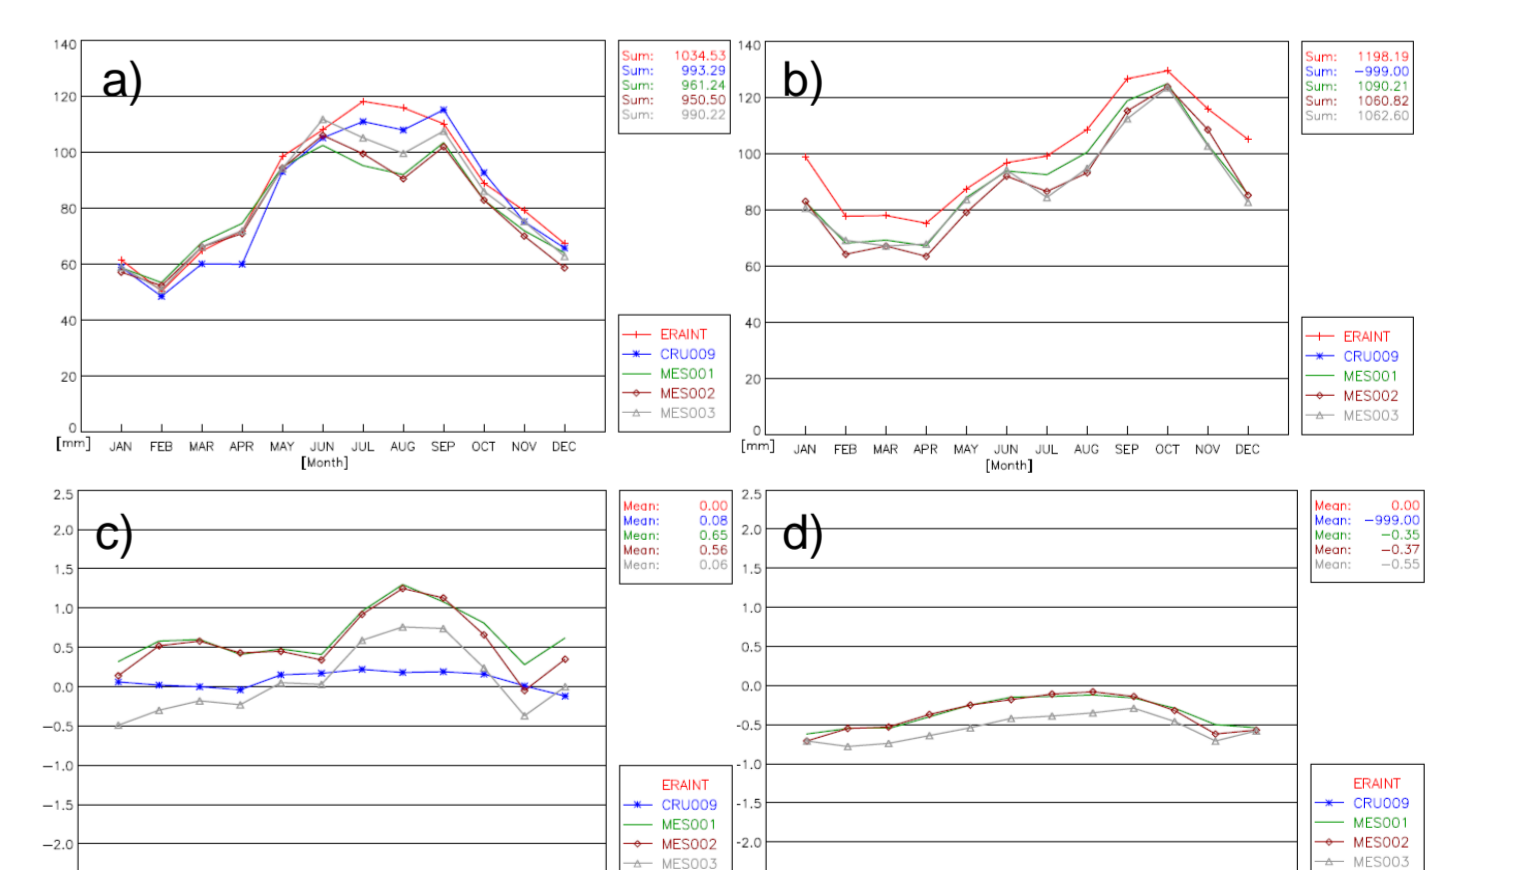 a)
140
120
100
80
60
40
20
0
[mm]
JAN FEB MAR APR MAY JUN JUL AUG SEP OCT NOV DEC
[Month]
Sum: 1034.53
Sum: 993.29
Sum: 961.24
Sum: 950.50
Sum: 990.22
ERAINT
CRU009
MES001
MES002
MES003
b)
140
120
100
80
60
40
20
0
[mm]
JAN FEB MAR APR MAY JUN JUL AUG SEP OCT NOV DEC
[Month]
Sum: 1198.19
Sum: −999.00
Sum: 1090.21
Sum: 1060.82
Sum: 1062.60
ERAINT
CRU009
MES001
MES002
MES003
c)
2.5
2.0
1.5
1.0
0.5
0.0
−0.5
−1.0
−1.5
−2.0
Mean: 0.00
Mean: 0.08
Mean: 0.65
Mean: 0.56
Mean: 0.06
ERAINT
CRU009
MES001
MES002
MES003
d)
2.5
2.0
1.5
1.0
0.5
0.0
-0.5
-1.0
-1.5
-2.0
Mean: 0.00
Mean: −999.00
Mean: −0.35
Mean: −0.37
Mean: −0.55
ERAINT
CRU009
MES001
MES002
MES003